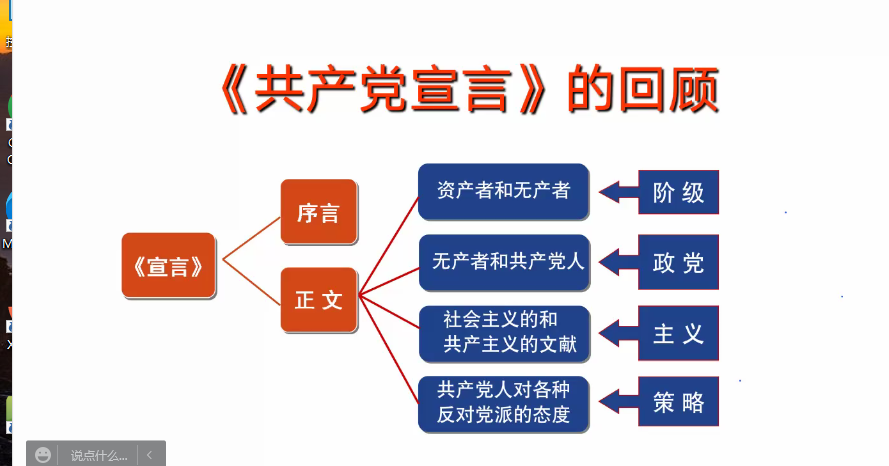 《共产党宣言》的回顾
《宣言》
序言
正文
资产者和无产者
阶级
无产者和共产党人
政党
社会主义的和
共产主义的文献
主义
共产党人对各种
反对党派的态度
策略
说点什么...